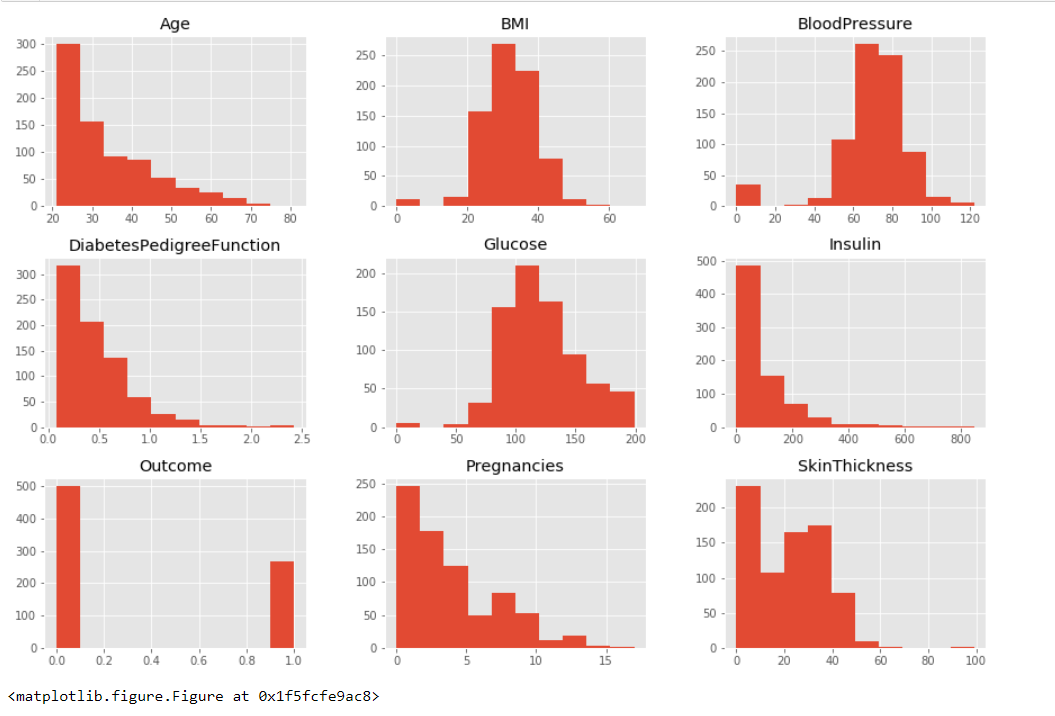 Age
BMI
BloodPressure
300
250
200
150
100
50
0
20 30 40 50 60 70 80
250
200
150
100
50
0
0 20 40 60
250
200
150
100
50
0
0 20 40 60 80 100 120
DiabetesPedigreeFunction
Glucose
Insulin
300
250
200
150
100
50
0
0.0 0.5 1.0 1.5 2.0 2.5
200
150
100
50
0
0 50 100 150 200
500
400
300
200
100
0
0 200 400 600 800
Outcome
Pregnancies
SkinThickness
500
400
300
200
100
0
0.0 0.2 0.4 0.6 0.8 1.0
250
200
150
100
50
0
0 5 10 15
200
150
100
50
0
0 20 40 60 80 100
<matplotlib.figure.Figure at 0x1f5fcfe9ac8>